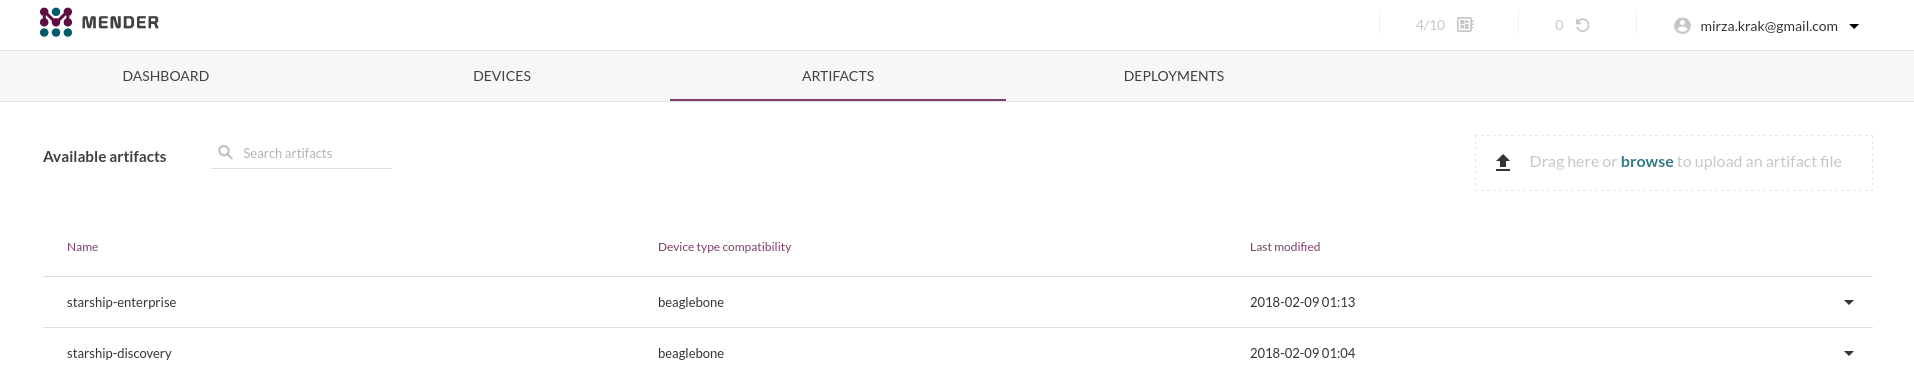 MENDER
4/10
0
mirza.krak@gmail.com
DASHBOARD DEVICES ARTIFACTS DEPLOYMENTS
Available artifacts
Search artifacts
Drag here or browse to upload an artifact file
Name Device type compatibility Last modified
starship-enterprise beaglebone 2018-02-09 01:13
starship-discovery beaglebone 2018-02-09 01:04